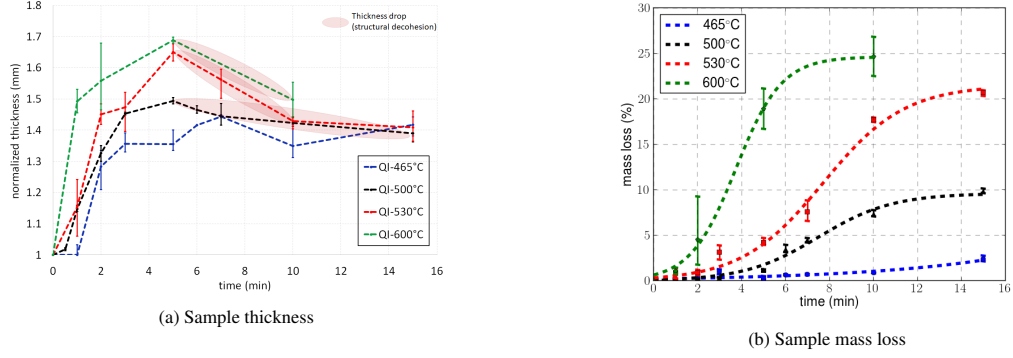 1.8
1.7
1.6
1.5
1.4
1.3
1.2
1.1
1
normalized thickness (mm)
Thickness drop
(structural decohesion)
QI-465°C
QI-500°C
QI-530°C
QI-600°C
0 2 4 6 8 10 12 14 16
time (min)
(a) Sample thickness
30
25
20
15
10
5
0
mass loss (%)
465°C
500°C
530°C
600°C
0 2 4 6 8 10 12 14 16
time (min)
(b) Sample mass loss